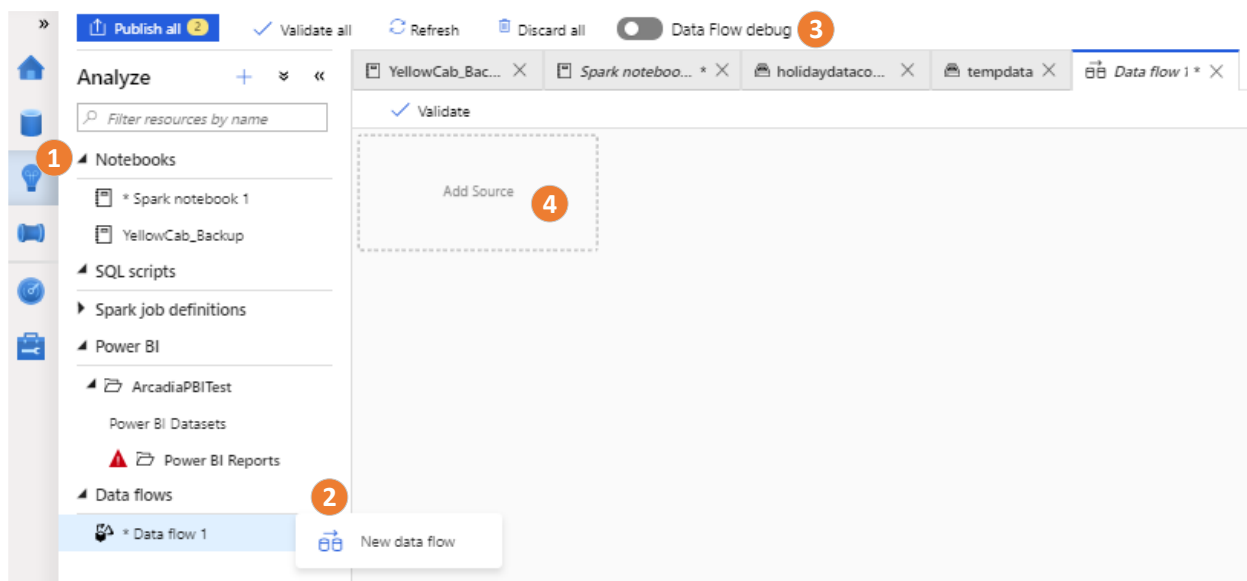 »
Publish all 2
Validate all
Refresh
Discard all
Data Flow debug
3
Analyze
+
«
YellowCab_Bac...
Spark noteboo... *
holidaydataco...
tempdata
Data flow 1 *
Filter resources by name
Validate
1
Notebooks
* Spark notebook 1
YellowCab_Backup
Add Source
4
SQL scripts
Spark job definitions
Power BI
ArcadiaPBITest
Power BI Datasets
Power BI Reports
Data flows
2
* Data flow 1
New data flow